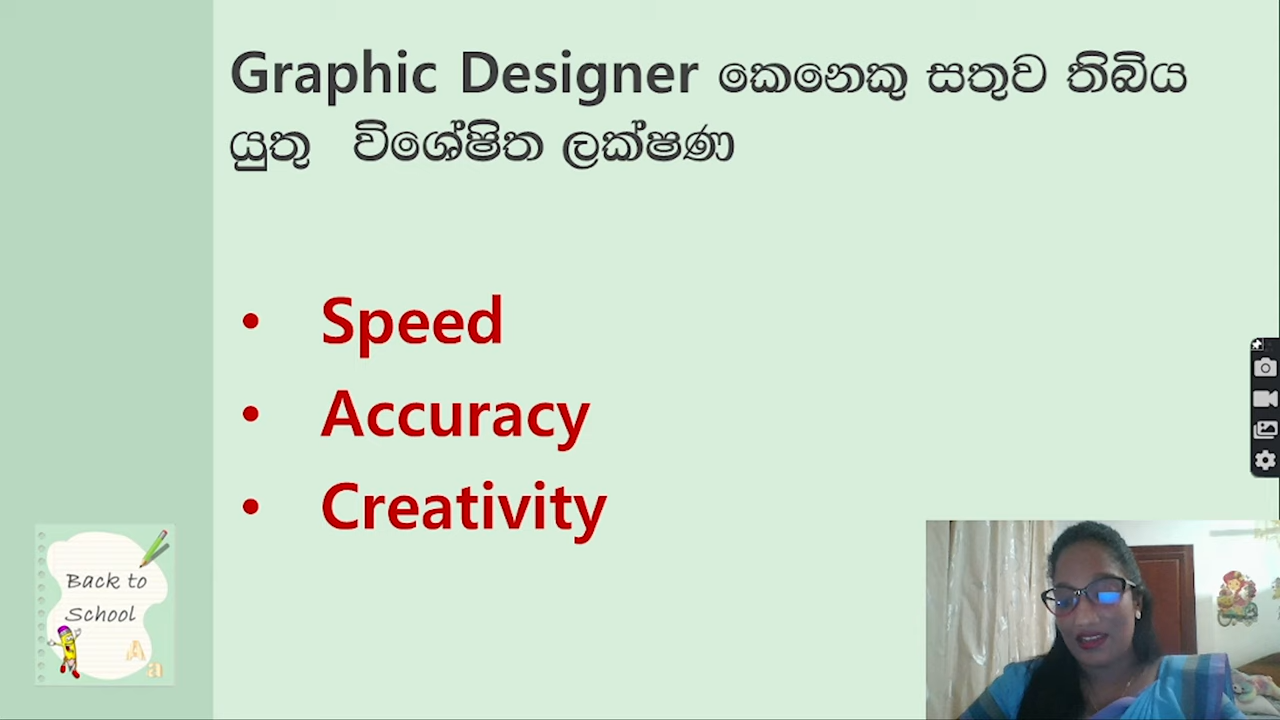 Graphic Designer කෙනෙකු සතුව තිබිය
යුතු විශේෂිත ලක්ෂණ
• Speed
• Accuracy
• Creativity
Back to
School
A
a